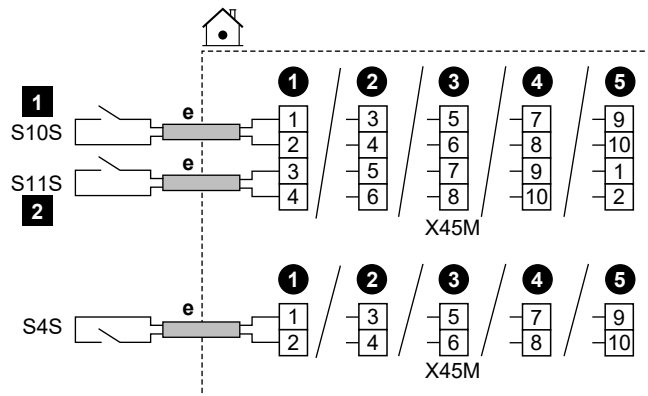 1 2 3 4 5
1 e 1 3 5 7 9
S10S 2 4 6 8 10
e
S11S 3 5 7 9 1
2 4 6 8 10 2
X45M
1 2 3 4 5
e
S4S 1 3 5 7 9
2 4 6 8 10
X45M